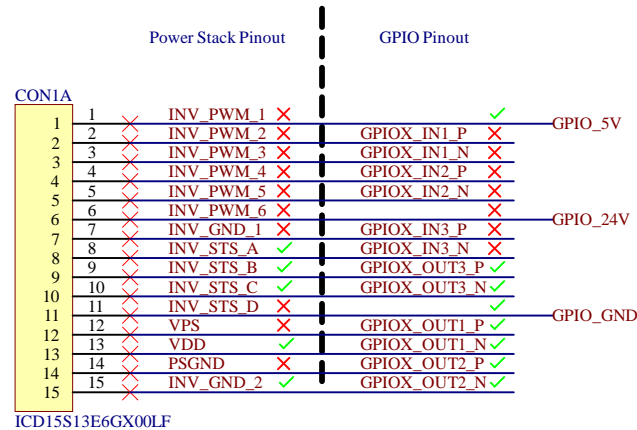 Power Stack Pinout GPIO Pinout
CON1A
1 1 INV_PWM_1 GPIO_5V
2 2 INV_PWM_2 GPIOX_IN1_P
3 3 INV_PWM_3 GPIOX_IN1_N
4 4 INV_PWM_4 GPIOX_IN2_P
5 5 INV_PWM_5 GPIOX_IN2_N
6 6 INV_PWM_6 GPIO_24V
7 7 INV_GND_1 GPIOX_IN3_P
8 8 INV_STS_A GPIOX_IN3_N
9 9 INV_STS_B GPIOX_OUT3_P
10 10 INV_STS_C GPIOX_OUT3_N
11 11 INV_STS_D GPIO_GND
12 12 VPS GPIOX_OUT1_P
13 13 VDD GPIOX_OUT1_N
14 14 PSGND GPIOX_OUT2_P
15 15 INV_GND_2 GPIOX_OUT2_N
ICD15S13E6GX00LF